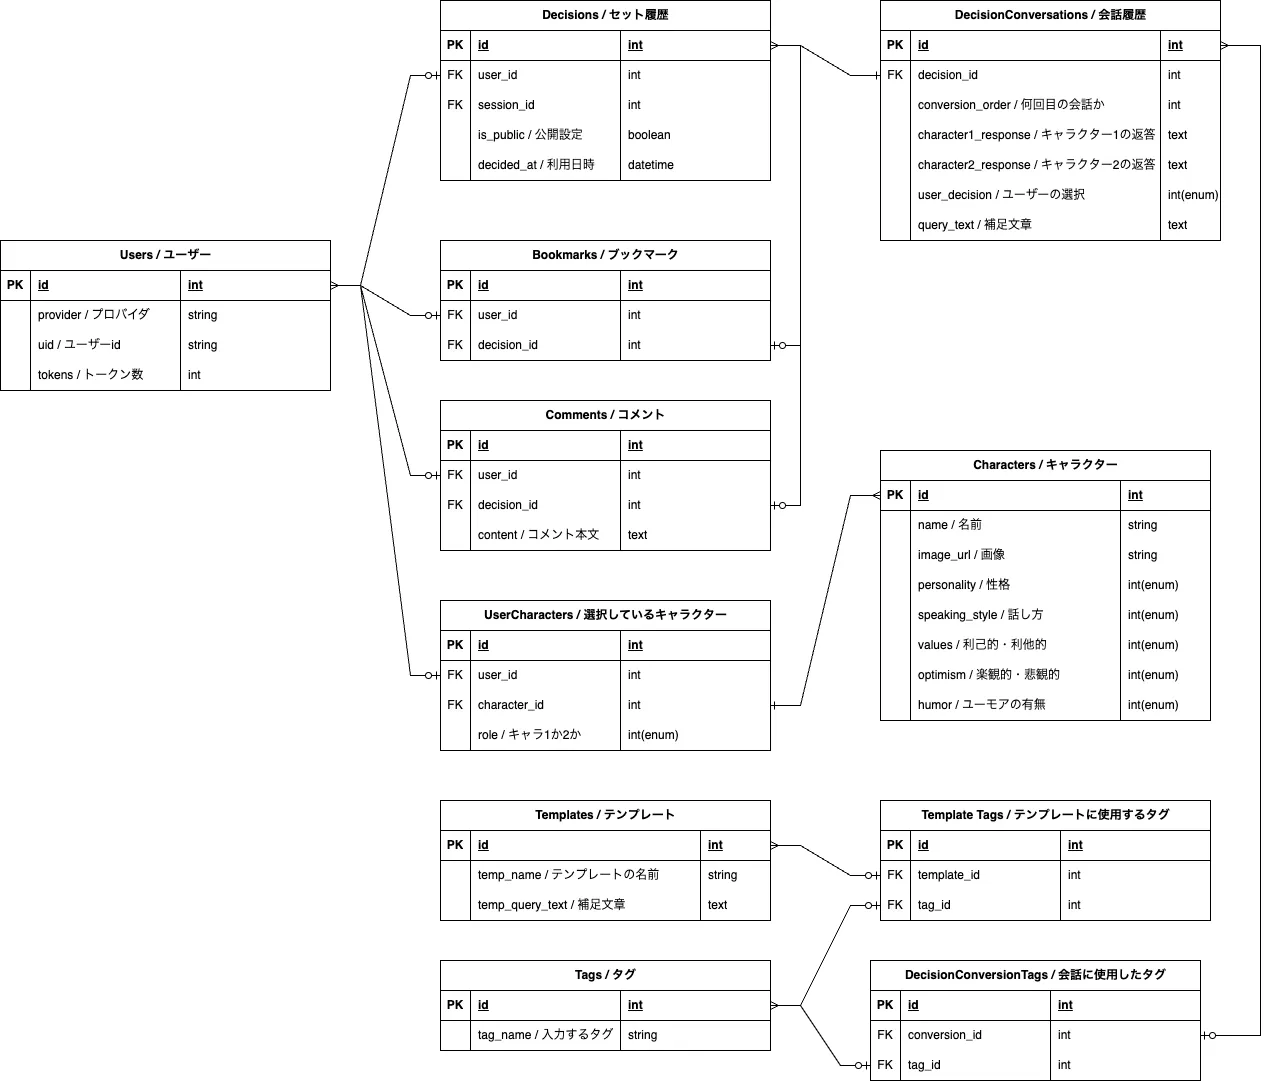 Decisions / セット履歴
PK id int
FK user_id int
FK session_id int
is_public / 公開設定 boolean
decided_at / 利用日時 datetime
DecisionConversations / 会話履歴
PK id int
FK decision_id int
conversion_order / 何回目の会話か int
character1_response / キャラクター1の返答 text
character2_response / キャラクター2の返答 text
user_decision / ユーザーの選択 int(enum)
query_text / 補足文章 text
Users / ユーザー
PK id int
provider / プロバイダ string
uid / ユーザーid string
tokens / トークン数 int
Bookmarks / ブックマーク
PK id int
FK user_id int
FK decision_id int
Comments / コメント
PK id int
FK user_id int
FK decision_id int
content / コメント本文 text
Characters / キャラクター
PK id int
name / 名前 string
image_url / 画像 string
personality / 性格 int(enum)
speaking_style / 話し方 int(enum)
values / 利己的・利他的 int(enum)
optimism / 楽観的・悲観的 int(enum)
humor / ユーモアの有無 int(enum)
UserCharacters / 選択しているキャラクター
PK id int
FK user_id int
FK character_id int
role / キャラ1か2か int(enum)
Templates / テンプレート
PK id int
temp_name / テンプレートの名前 string
temp_query_text / 補足文章 text
Template Tags / テンプレートに使用するタグ
PK id int
FK template_id int
FK tag_id int
Tags / タグ
PK id int
tag_name / 入力するタグ string
DecisionConversionTags / 会話に使用したタグ
PK id int
FK conversion_id int
FK tag_id int